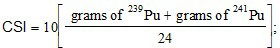 CSI = 10[(grams of ²³⁹Pu + grams of ²⁴¹Pu) / 24];